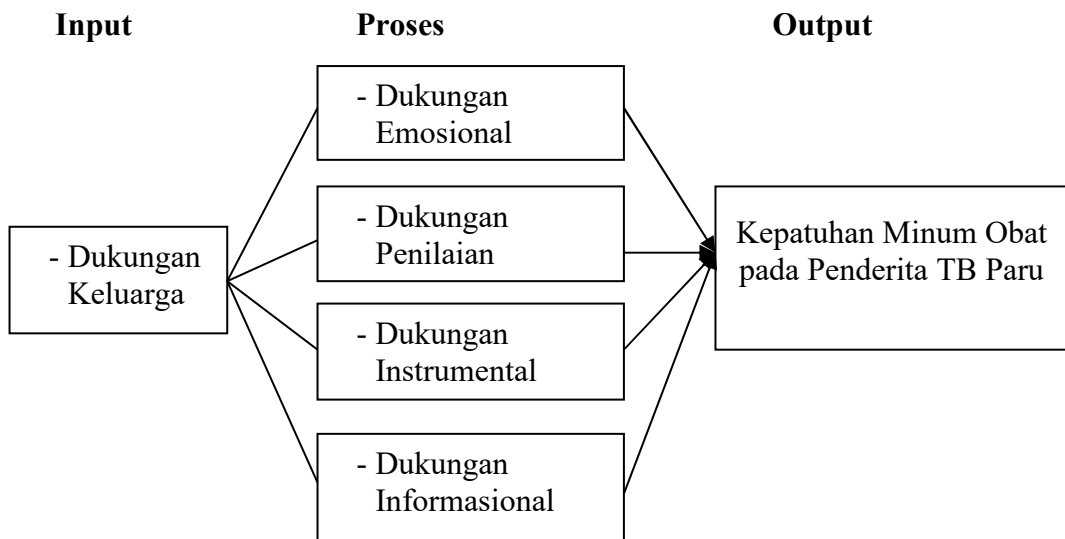 Input Proses Output
- Dukungan
Emosional
- Dukungan
Penilaian
- Dukungan
Keluarga
Kepatuhan Minum Obat
pada Penderita TB Paru
- Dukungan
Instrumental
- Dukungan
Informasional